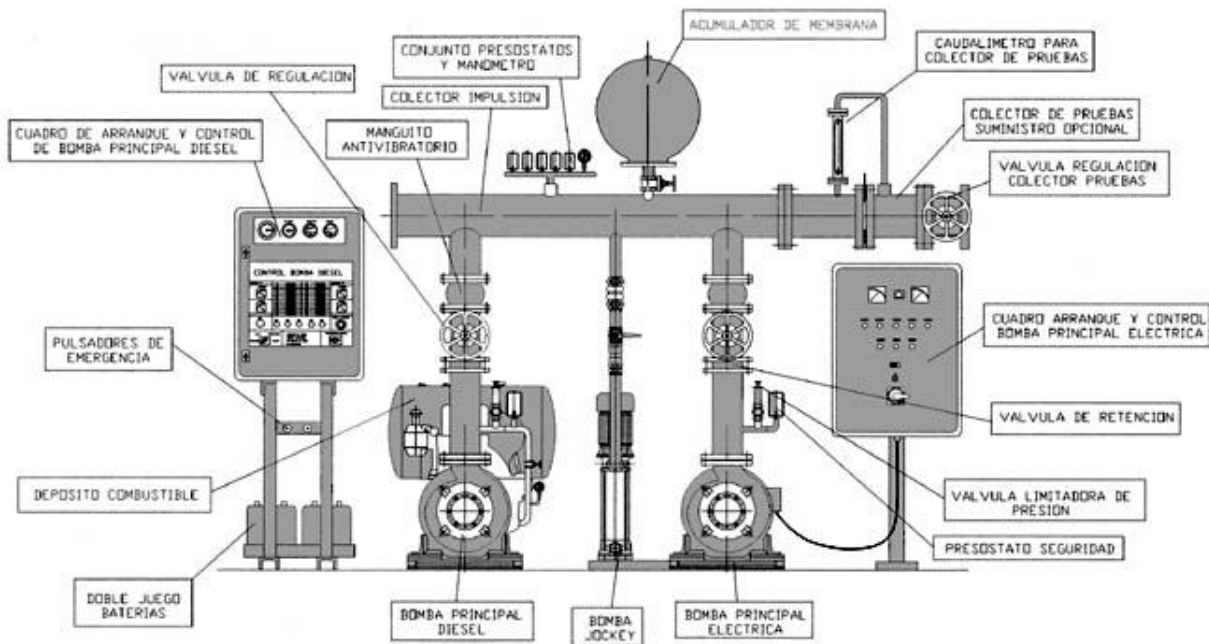 ACUMULADOR DE MEMBRANA
CONJUNTO PRESOSTATOS
Y MANOMETRO
CAUDALIMETRO PARA
COLECTOR DE PRUEBAS
VALVULA DE REGULACION
COLECTOR IMPULSION
COLECTOR DE PRUEBAS
SUMINISTRO OPCIONAL
CUADRO DE ARRANQUE Y CONTROL
DE BOMBA PRINCIPAL DIESEL
MANGUITO
ANTIVIBRATORIO
VALVULA REGULACION
COLECTOR PRUEBAS
CONTROL BOMBA DIESEL
PULSADORES DE
EMERGENCIA
CUADRO ARRANQUE Y CONTROL
BOMBA PRINCIPAL ELECTRICA
VALVULA DE RETENCION
DEPOSITO COMBUSTIBLE
VALVULA LIMITADORA DE
PRESION
PRESOSTATO SEGURIDAD
DOBLE JUEGO
BATERIAS
BOMBA PRINCIPAL
DIESEL
BOMBA
JOCKEY
BOMBA PRINCIPAL
ELECTRICA